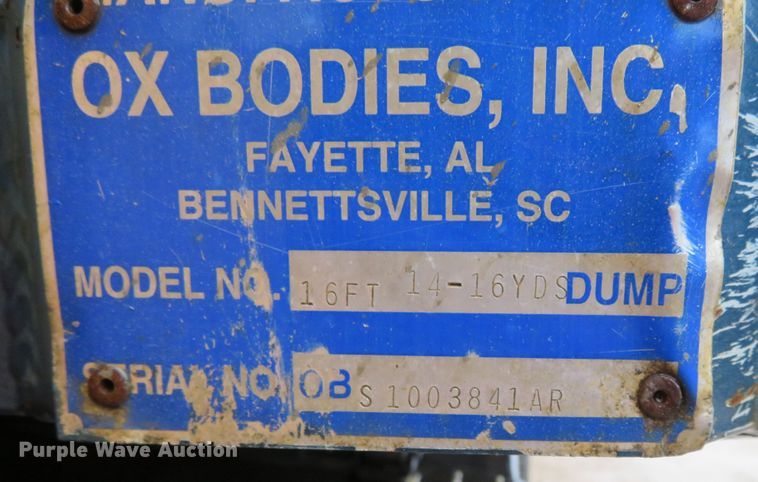 OX BODIES, INC.
FAYETTE, AL
BENNETTSVILLE, SC
MODEL NO. 16FT 14-16YDS DUMP
SERIAL NO. OB S1003841AR
Purple Wave Auction